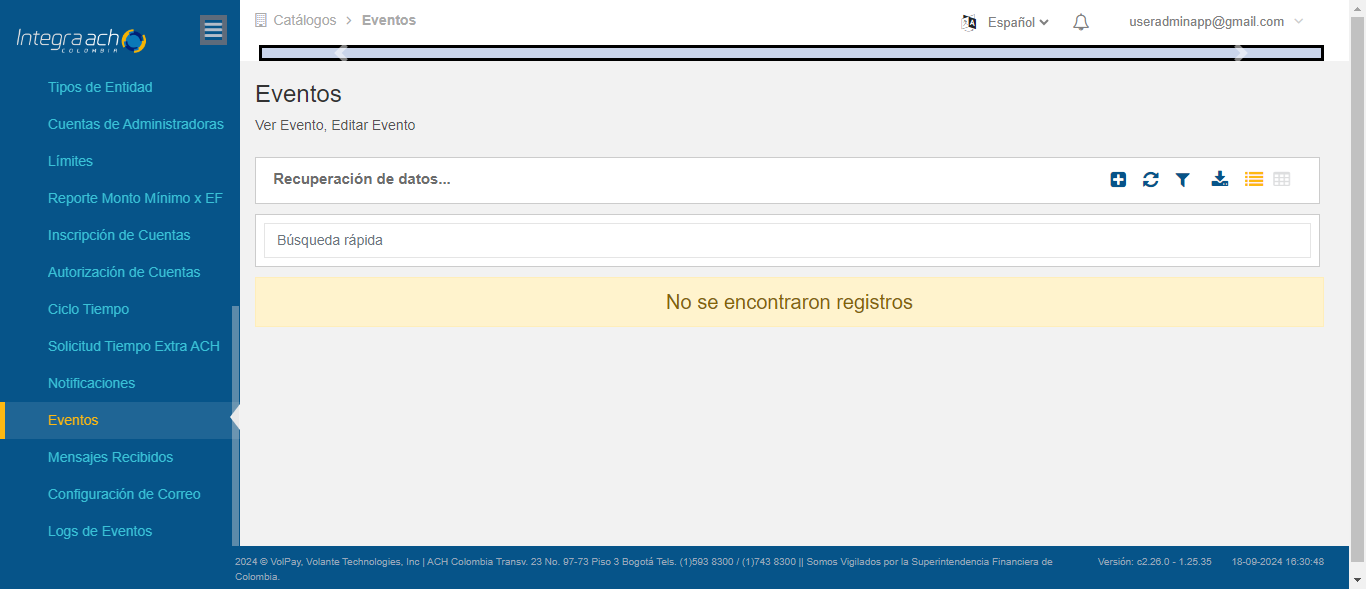 Integra ach
COLOMBIA
Tipos de Entidad
Cuentas de Administradoras
Límites
Reporte Monto Mínimo x EF
Inscripción de Cuentas
Autorización de Cuentas
Ciclo Tiempo
Solicitud Tiempo Extra ACH
Notificaciones
Eventos
Mensajes Recibidos
Configuración de Correo
Logs de Eventos
Catálogos > Eventos
Español
useradminapp@gmail.com
Eventos
Ver Evento, Editar Evento
Recuperación de datos...
Búsqueda rápida
No se encontraron registros
2024 © VolPay, Volante Technologies, Inc | ACH Colombia Transv. 23 No. 97-73 Piso 3 Bogotá Tels. (1)593 8300 / (1)743 8300 || Somos Vigilados por la Superintendencia Financiera de
Colombia.
Versión: c2.26.0 - 1.25.35
18-09-2024 16:30:48